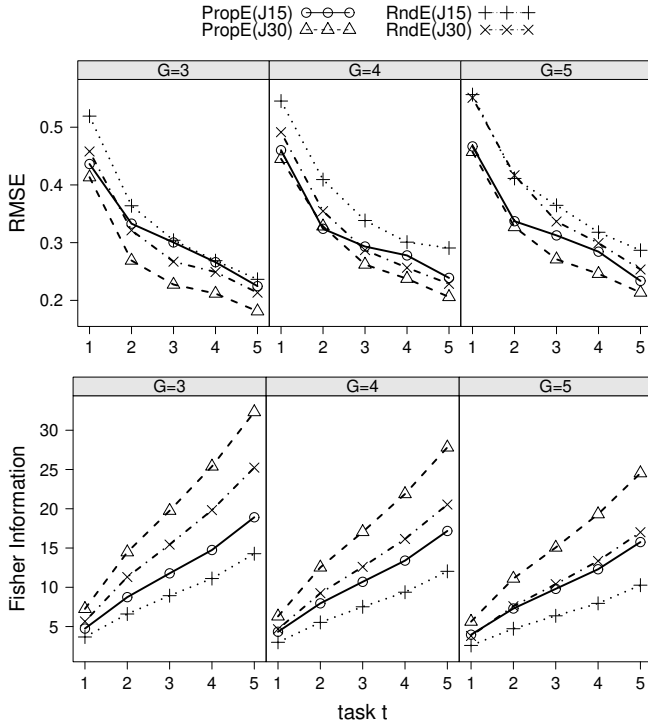 PropE(J15) RndE(J15)
PropE(J30) RndE(J30)
G=3 G=4 G=5
RMSE
0.5
0.4
0.3
0.2
1 2 3 4 5 1 2 3 4 5 1 2 3 4 5
G=3 G=4 G=5
Fisher Information
30
25
20
15
10
5
1 2 3 4 5 1 2 3 4 5 1 2 3 4 5
task t